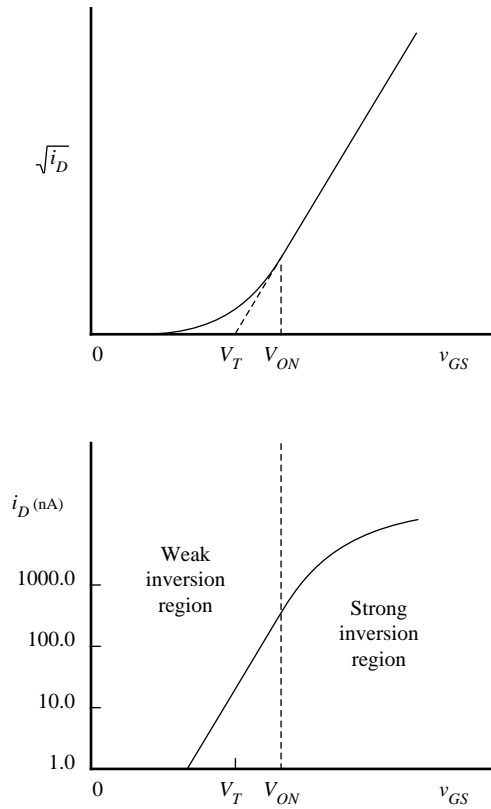 √i_D
0 V_T V_ON v_GS
i_D (nA)
Weak
inversion
region
1000.0
Strong
inversion
region
100.0
10.0
1.0
0 V_T V_ON v_GS